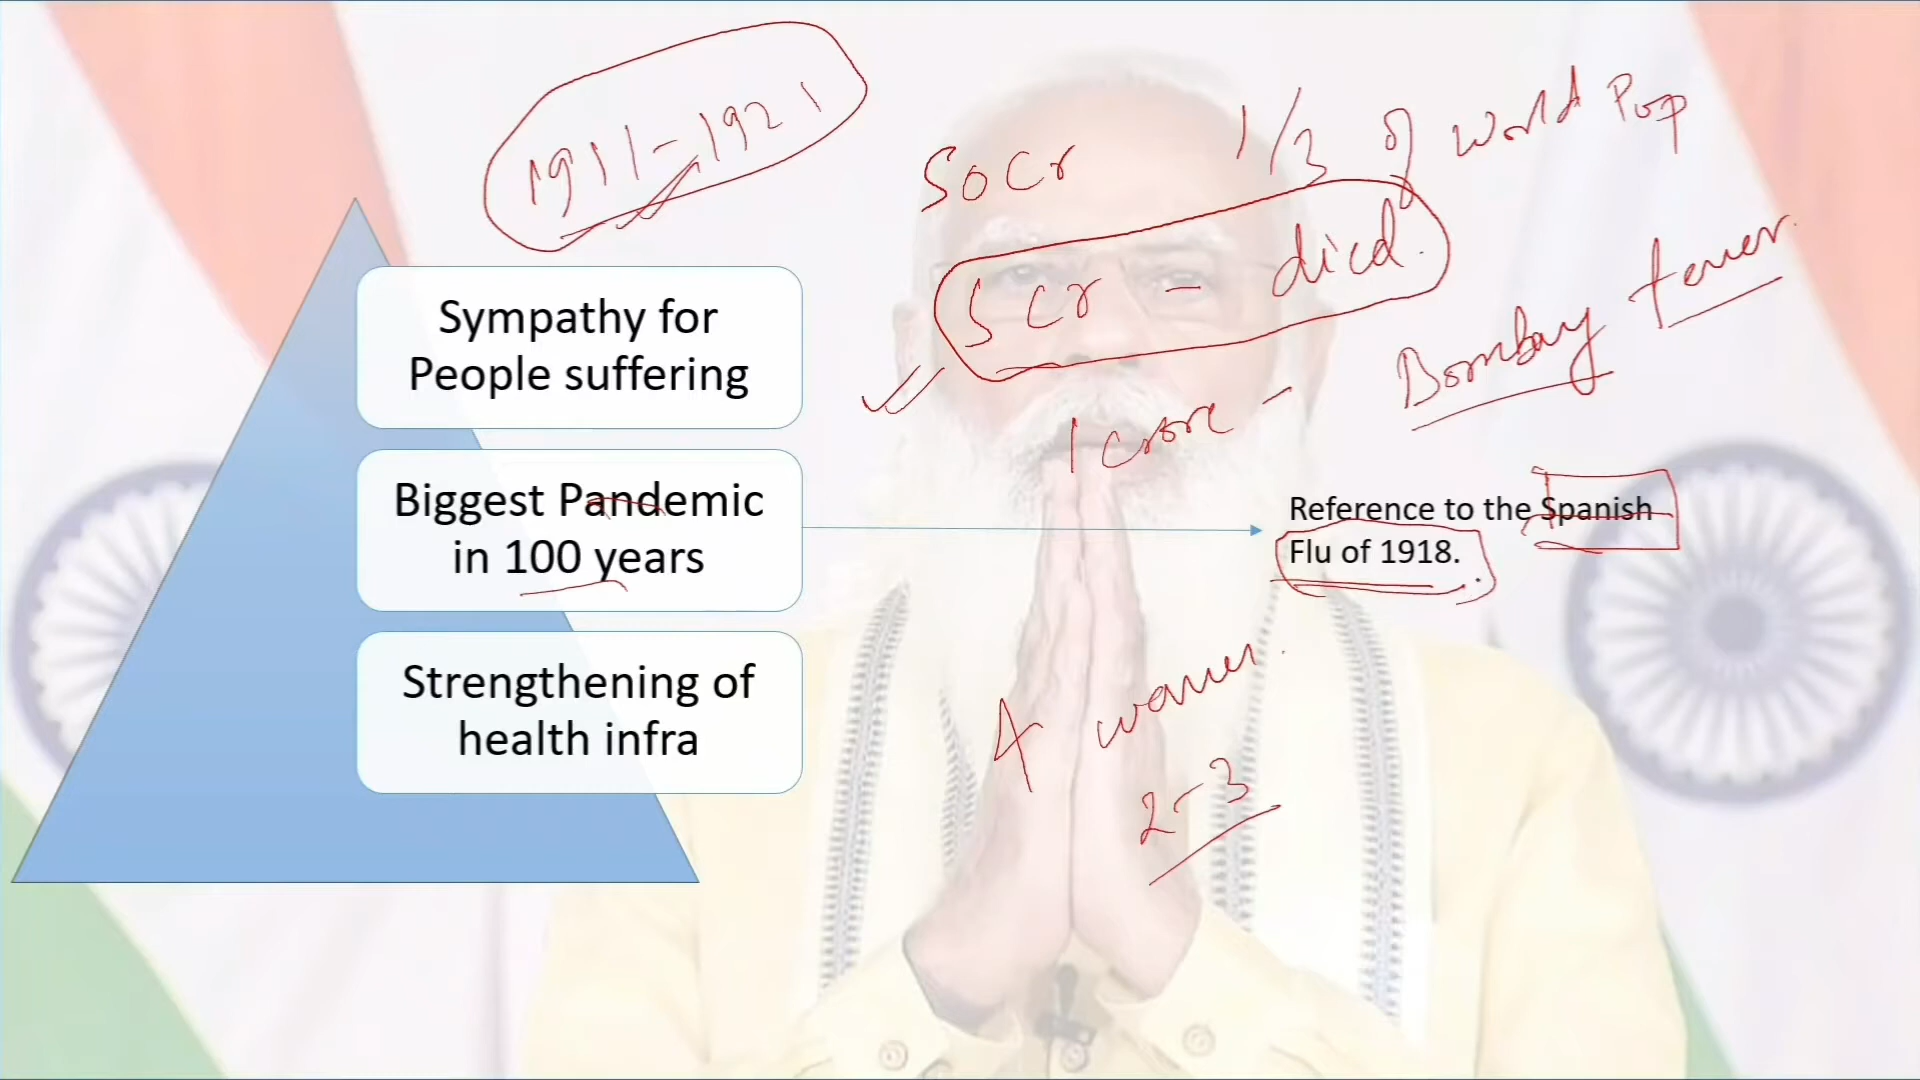 1911-1921
50Cr
1/3 of world Pop
5 Cr - died.
1 crore - Bombay fever.
Sympathy for
People suffering
Biggest Pandemic
in 100 years
Reference to the Spanish
Flu of 1918.
Strengthening of
health infra
4 waves.
2-3